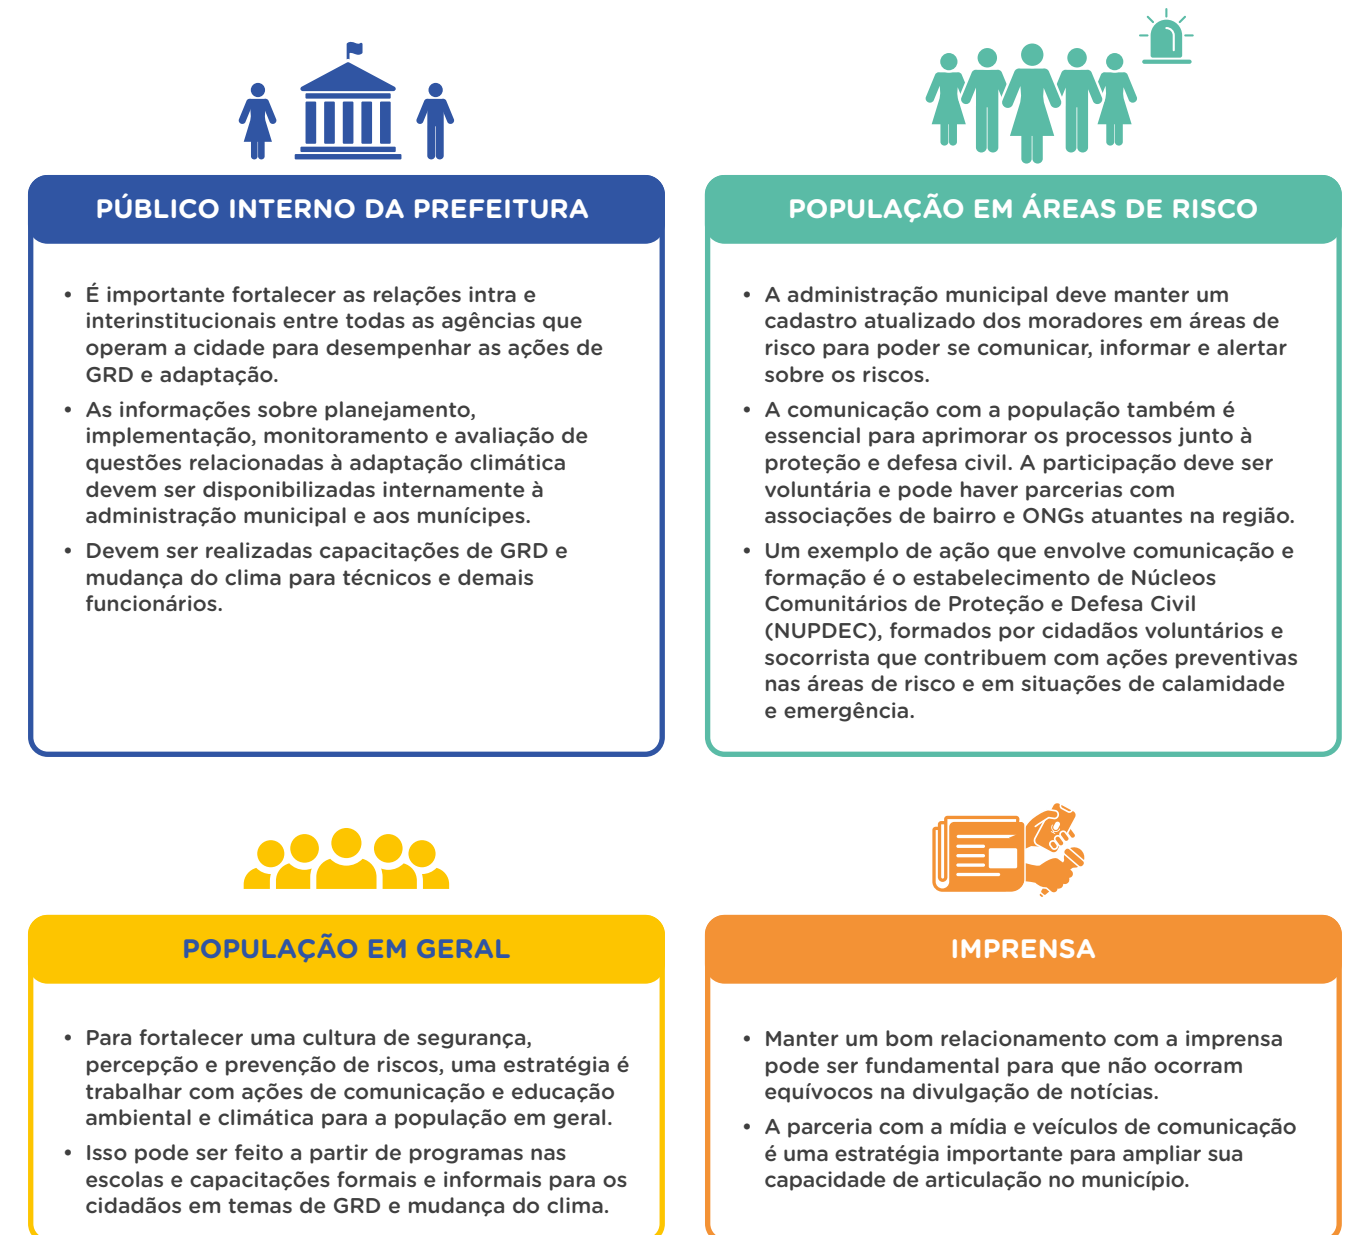 PÚBLICO INTERNO DA PREFEITURA
• É importante fortalecer as relações intra e
interinstitucionais entre todas as agências que
operam a cidade para desempenhar as ações de
GRD e adaptação.
• As informações sobre planejamento,
implementação, monitoramento e avaliação de
questões relacionadas à adaptação climática
devem ser disponibilizadas internamente à
administração municipal e aos munícipes.
• Devem ser realizadas capacitações de GRD e
mudança do clima para técnicos e demais
funcionários.
POPULAÇÃO EM ÁREAS DE RISCO
• A administração municipal deve manter um
cadastro atualizado dos moradores em áreas de
risco para poder se comunicar, informar e alertar
sobre os riscos.
• A comunicação com a população também é
essencial para aprimorar os processos junto à
proteção e defesa civil. A participação deve ser
voluntária e pode haver parcerias com
associações de bairro e ONGs atuantes na região.
• Um exemplo de ação que envolve comunicação e
formação é o estabelecimento de Núcleos
Comunitários de Proteção e Defesa Civil
(NUPDEC), formados por cidadãos voluntários e
socorrista que contribuem com ações preventivas
nas áreas de risco e em situações de calamidade
e emergência.
POPULAÇÃO EM GERAL
• Para fortalecer uma cultura de segurança,
percepção e prevenção de riscos, uma estratégia é
trabalhar com ações de comunicação e educação
ambiental e climática para a população em geral.
• Isso pode ser feito a partir de programas nas
escolas e capacitações formais e informais para os
cidadãos em temas de GRD e mudança do clima.
IMPRENSA
• Manter um bom relacionamento com a imprensa
pode ser fundamental para que não ocorram
equívocos na divulgação de notícias.
• A parceria com a mídia e veículos de comunicação
é uma estratégia importante para ampliar sua
capacidade de articulação no município.